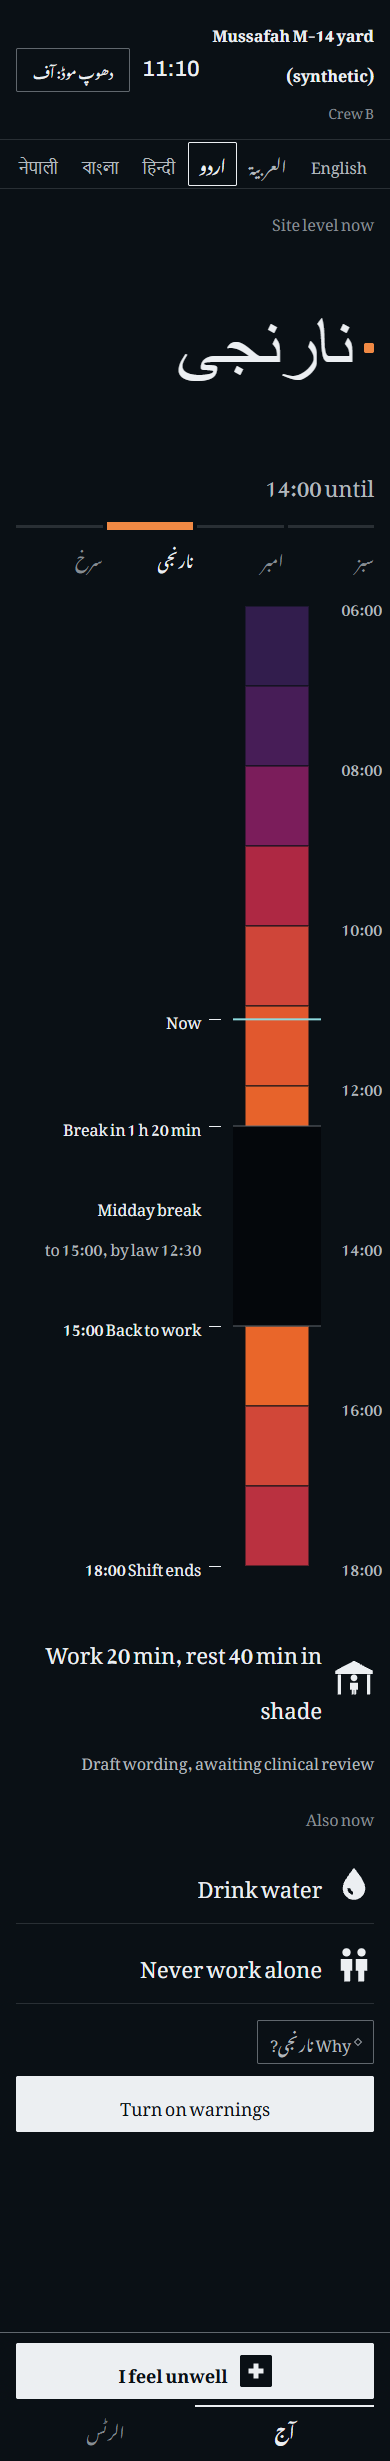 Mussafah M-14 yard
(synthetic)
Crew B
11:10
دھوپ موڈ: آف
English
العربية
اردو
हिन्दी
বাংলা
नेपाली
Site level now
نارنجی
14:00 until
سبز
امبر
نارنجی
سرخ
06:00
08:00
10:00
Now
12:00
Break in 1 h 20 min
Midday break
to 15:00, by law 12:30
14:00
15:00 Back to work
16:00
18:00 Shift ends
18:00
Work 20 min, rest 40 min in
shade
Draft wording, awaiting clinical review
Also now
Drink water
Never work alone
Why نارنجی?
Turn on warnings
I feel unwell
آج
الرٹس